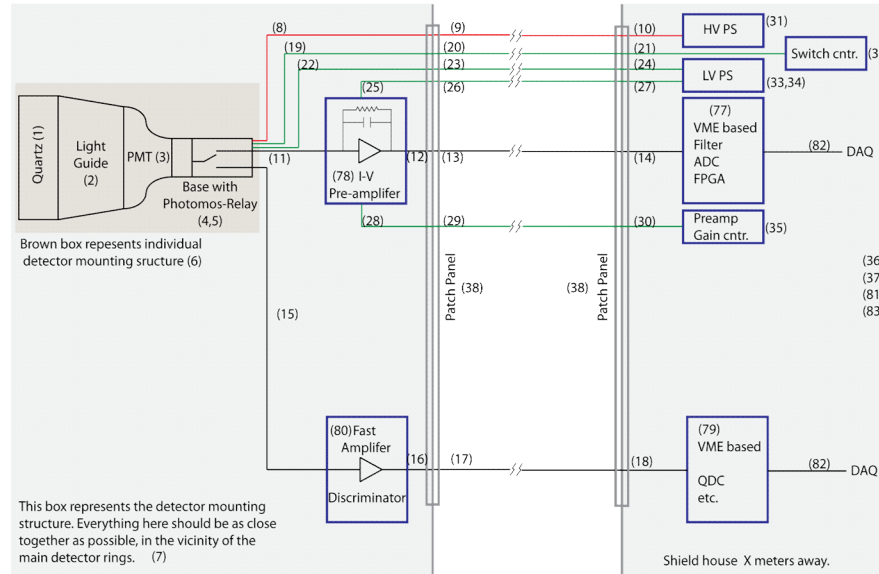 (8)
(9)
(10)
HV PS
(31)
(19)
(20)
(21)
Switch cntr.
(3
(22)
(23)
(24)
LV PS
(33,34)
(25)
(26)
(27)
Quartz (1)
Light
Guide
(2)
PMT (3)
Base with
Photomos-Relay
(4,5)
(11)
(78) I-V
Pre-amplifer
(12)
(13)
(14)
(77)
VME based
Filter
ADC
FPGA
(82)
DAQ
(28)
(29)
(30)
Preamp
Gain cntr.
(35)
Brown box repesents individual
detector mounting sructure (6)
(15)
Patch Panel
(38)
(38)
Patch Panel
(36
(37
(81
(83
(80)Fast
Amplifer
Discriminator
(16)
(17)
(18)
(79)
VME based
QDC
etc.
(82)
DAQ
This box represents the detector mounting
structure. Everything here should be as close
together as possible, in the vicinity of the
main detector rings. (7)
Shield house X meters away.